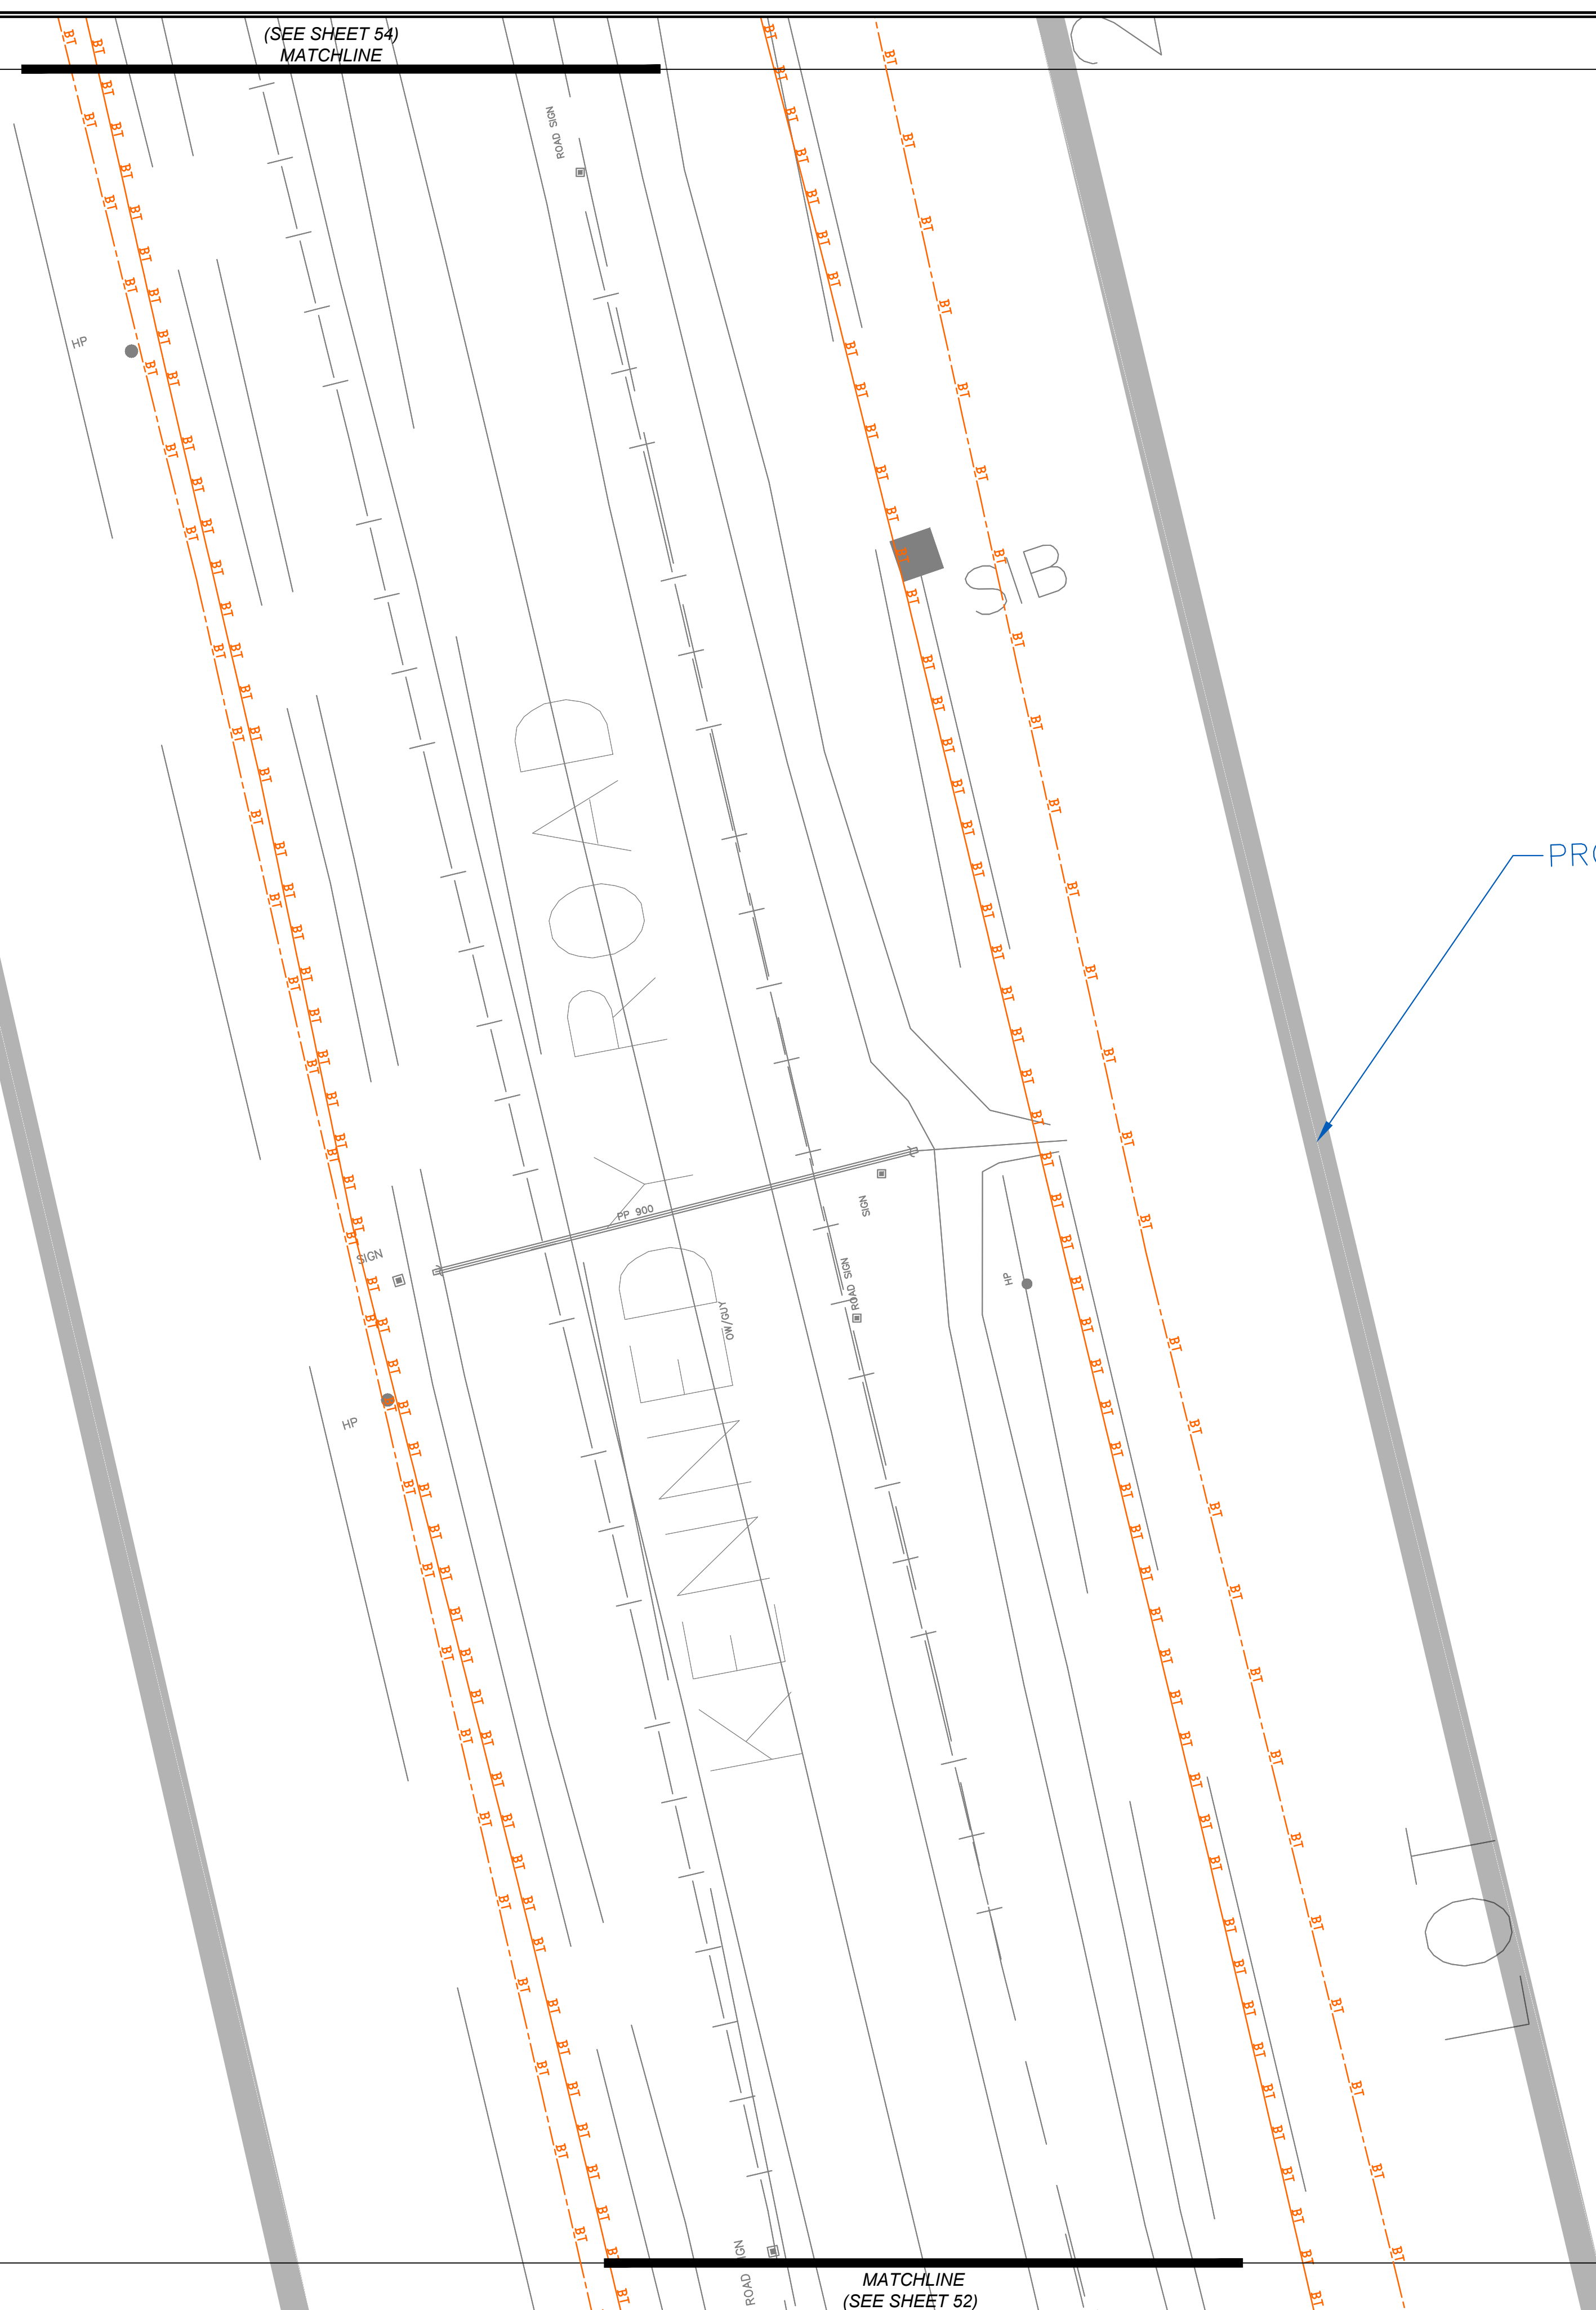 (SEE SHEET 54)
MATCHLINE
ROAD SIGN
HP
SB
PP 900
SIGN
SIGN
ROAD SIGN
HP
OW/GUY
HP
KENNEDY ROAD
LOT
BT
ROAD SIGN
MATCHLINE
(SEE SHEET 52)